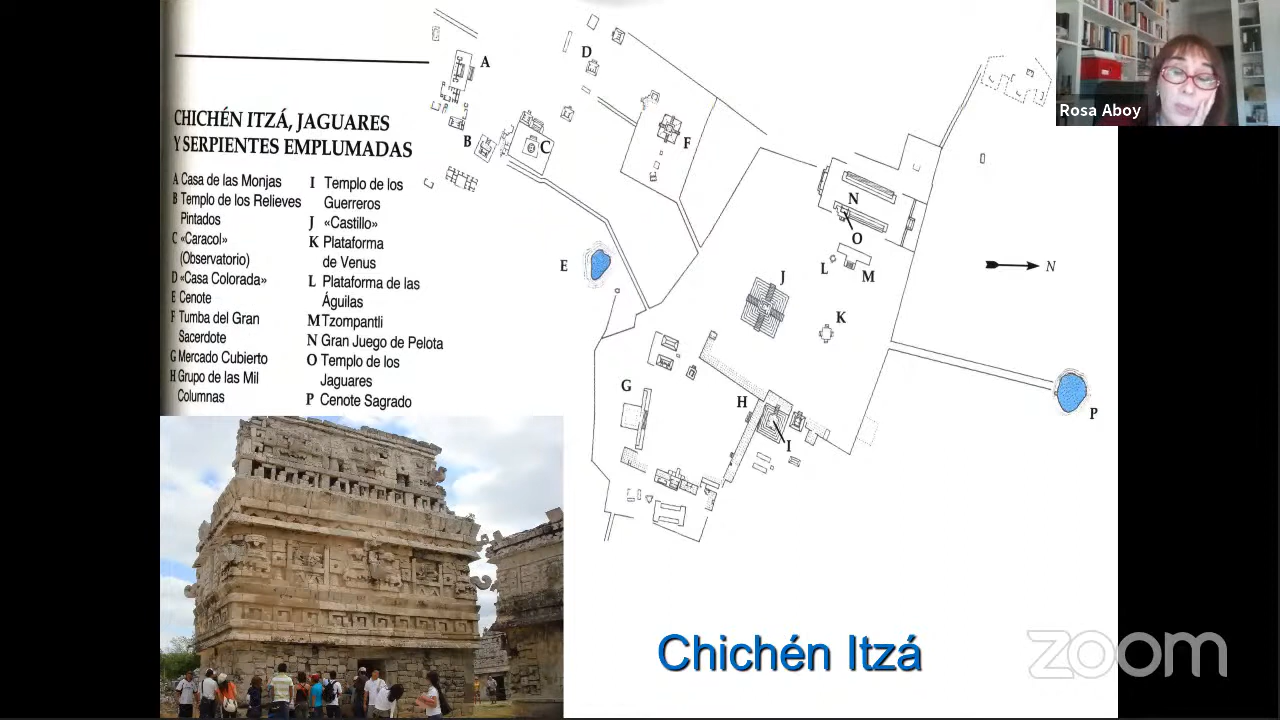 Rosa Aboy
CHICHÉN ITZÁ, JAGUARES
Y SERPIENTES EMPLUMADAS
A Casa de las Monjas
B Templo de los Relieves
Pintados
C «Caracol»
(Observatorio)
D «Casa Colorada»
E Cenote
F Tumba del Gran
Sacerdote
G Mercado Cubierto
H Grupo de las Mil
Columnas
I Templo de los
Guerreros
J «Castillo»
K Plataforma
de Venus
L Plataforma de las
Águilas
M Tzompantli
N Gran Juego de Pelota
O Templo de los
Jaguares
P Cenote Sagrado
A
D
B
C
F
N
O
E
L
M
N
J
K
G
H
P
I
Chichén Itzá
zoom